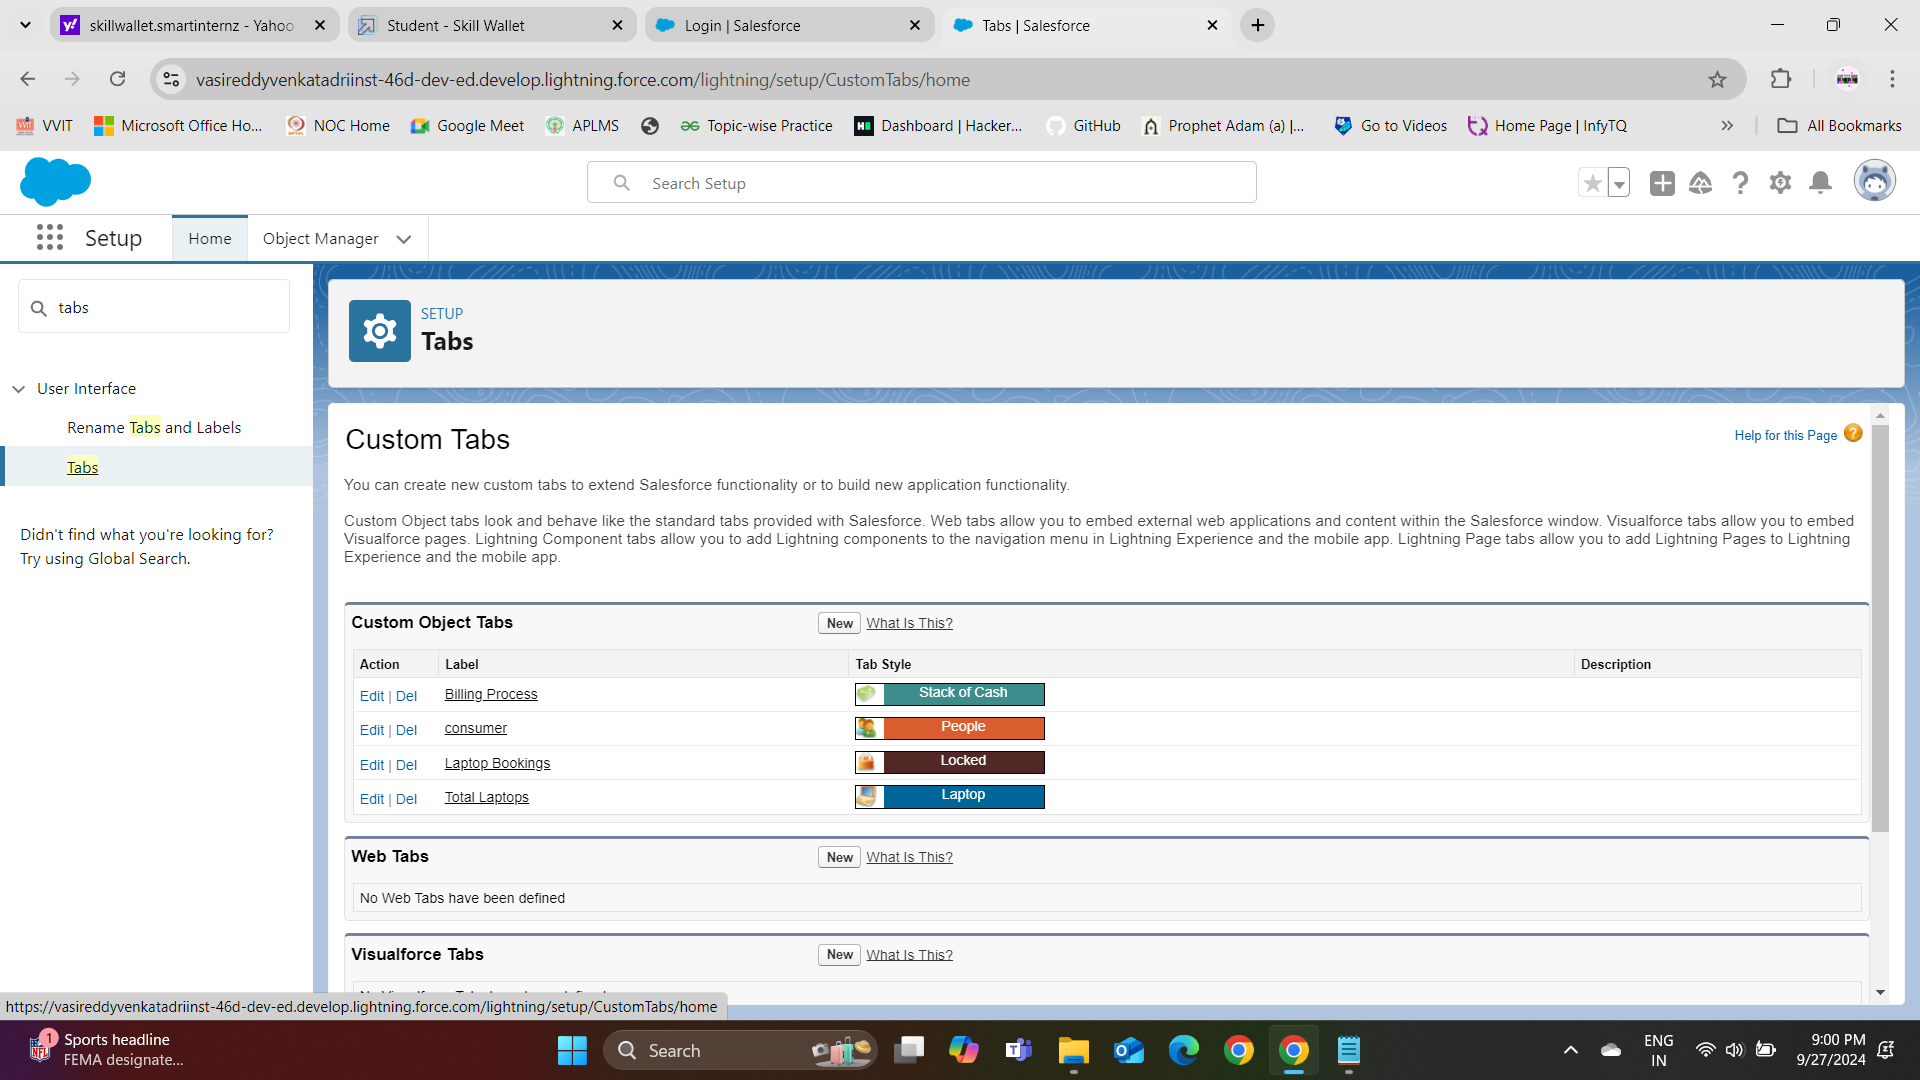 skillwallet.smartinternz - Yahoo
Student - Skill Wallet
Login | Salesforce
Tabs | Salesforce
vasireddyvenkatadriinst-46d-dev-ed.develop.lightning.force.com/lightning/setup/CustomTabs/home
VVIT
Microsoft Office Ho...
NOC Home
Google Meet
APLMS
Topic-wise Practice
Dashboard | Hacker...
GitHub
Prophet Adam (a) |...
Go to Videos
Home Page | InfyTQ
All Bookmarks
Search Setup
Setup
Home
Object Manager
tabs
User Interface
Rename Tabs and Labels
Tabs
Didn't find what you're looking for?
Try using Global Search.
SETUP
Tabs
Custom Tabs
Help for this Page
You can create new custom tabs to extend Salesforce functionality or to build new application functionality.
Custom Object tabs look and behave like the standard tabs provided with Salesforce. Web tabs allow you to embed external web applications and content within the Salesforce window. Visualforce tabs allow you to embed
Visualforce pages. Lightning Component tabs allow you to add Lightning components to the navigation menu in Lightning Experience and the mobile app. Lightning Page tabs allow you to add Lightning Pages to Lightning
Experience and the mobile app.
Custom Object Tabs New What Is This?
Action Label Tab Style Description
Edit | Del Billing Process Stack of Cash
Edit | Del consumer People
Edit | Del Laptop Bookings Locked
Edit | Del Total Laptops Laptop
Web Tabs New What Is This?
No Web Tabs have been defined
Visualforce Tabs New What Is This?
https://vasireddyvenkatadriinst-46d-dev-ed.develop.lightning.force.com/lightning/setup/CustomTabs/home
1
Sports headline
FEMA designate...
Search
ENG
IN
9:00 PM
9/27/2024